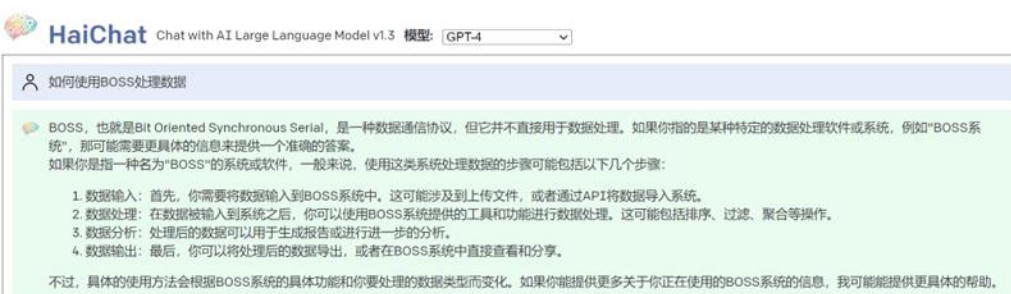 HaiChat Chat with AI Large Language Model v1.3 模型: GPT-4
如何使用BOSS处理数据
BOSS，也就是Bit Oriented Synchronous Serial，是一种数据通信协议，但它并不直接用于数据处理。如果你指的是某种特定的数据处理软件或系统，例如"BOSS系
统"，那可能需要更具体的信息来提供一个准确的答案。
如果你是指一种名为"BOSS"的系统或软件，一般来说，使用这类系统处理数据的步骤可能包括以下几个步骤：
1. 数据输入：首先，你需要将数据输入到BOSS系统中。这可能涉及到上传文件，或者通过API将数据导入系统。
2. 数据处理：在数据被输入到系统之后，你可以使用BOSS系统提供的工具和功能进行数据处理。这可能包括排序、过滤、聚合等操作。
3. 数据分析：处理后的数据可以用于生成报告或进行进一步的分析。
4. 数据输出：最后，你可以将处理后的数据导出，或者在BOSS系统中直接查看和分享。
不过，具体的使用方法会根据BOSS系统的具体功能和你要处理的数据类型而变化。如果你能提供更多关于你正在使用的BOSS系统的信息，我可能能提供更具体的帮助。